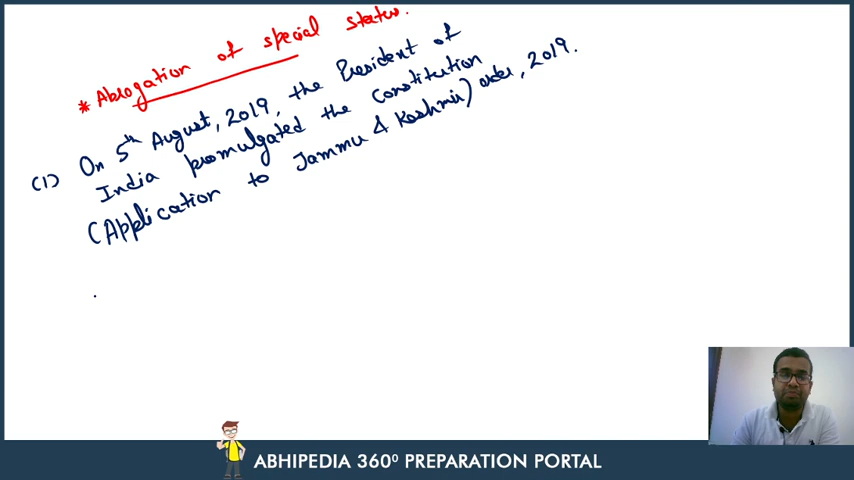 * Abrogation of special status.
(1) On 5th August, 2019, the President of
India promulgated the Constitution
(Application to Jammu & Kashmir) order, 2019.
ABHIPEDIA 360⁰ PREPARATION PORTAL